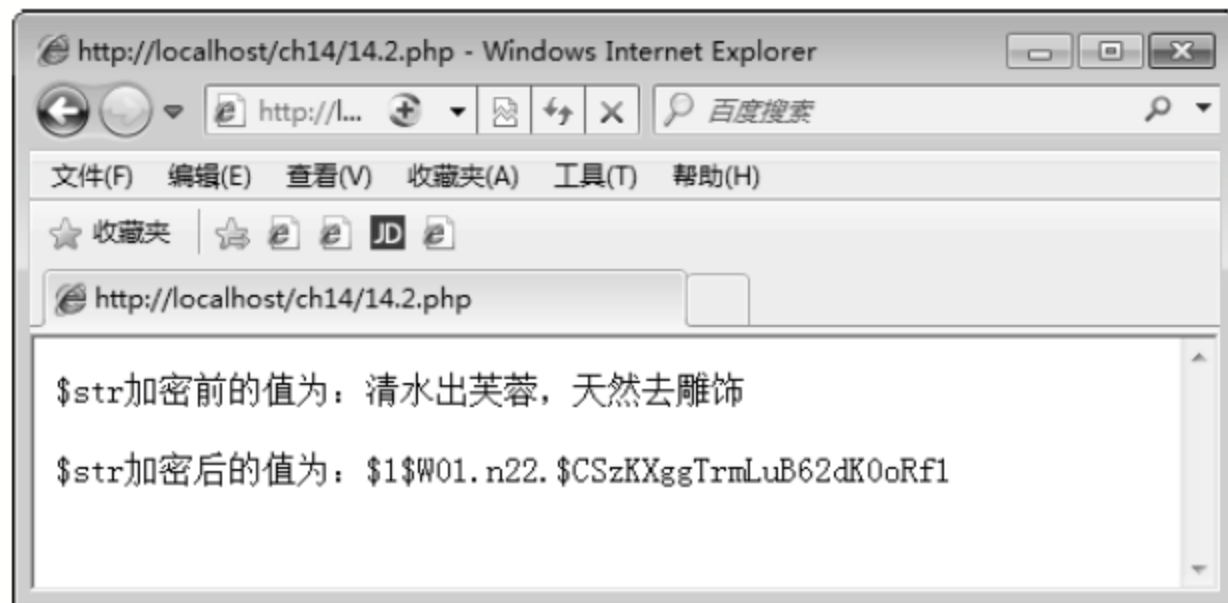 http://localhost/ch14/14.2.php - Windows Internet Explorer
http://l... 百度搜索
文件(F) 编辑(E) 查看(V) 收藏夹(A) 工具(T) 帮助(H)
收藏夹 JD
http://localhost/ch14/14.2.php
$str加密前的值为：清水出芙蓉，天然去雕饰
$str加密后的值为：$1$W01.n22.$CSzKXggTrmLuB62dK0oRf1